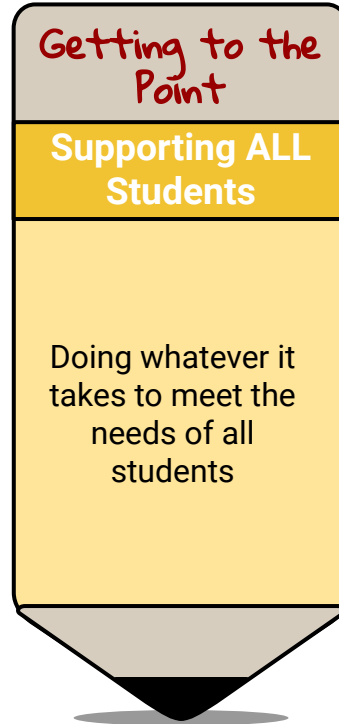 Getting to the
Point
Supporting ALL
Students
Doing whatever it
takes to meet the
needs of all
students